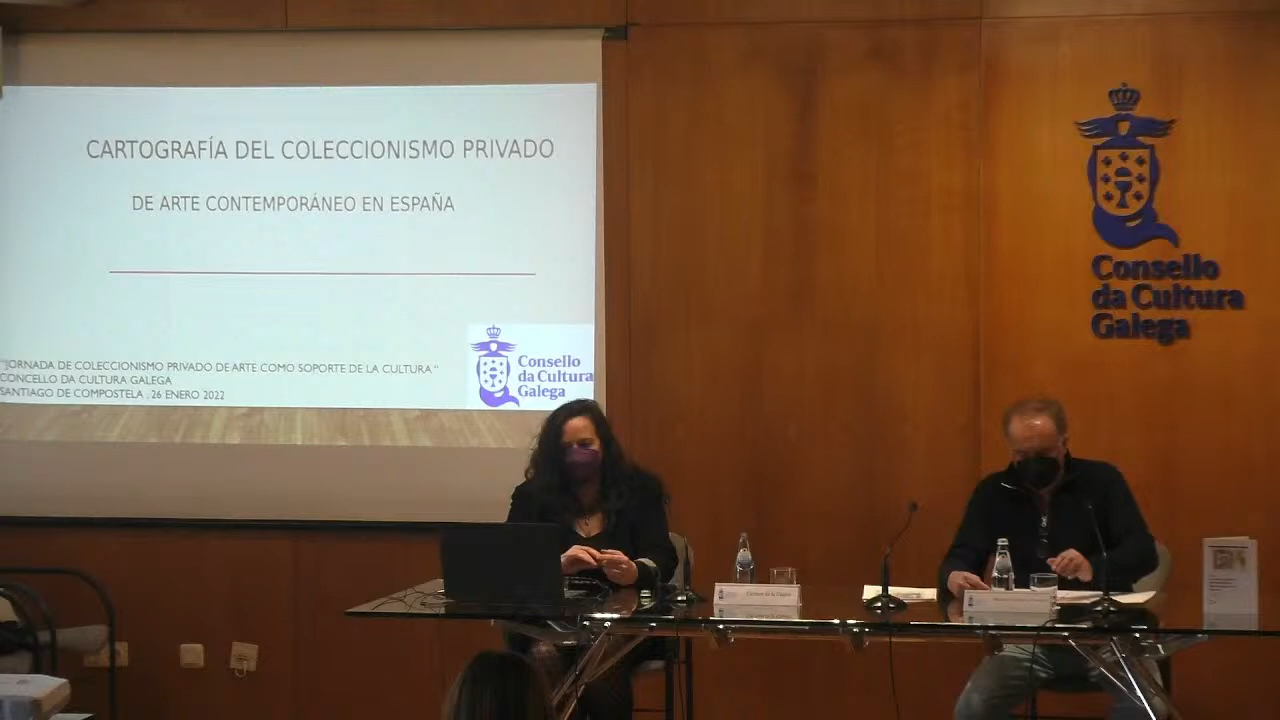 CARTOGRAFÍA DEL COLECCIONISMO PRIVADO
DE ARTE CONTEMPORÁNEO EN ESPAÑA
"JORNADA DE COLECCIONISMO PRIVADO DE ARTE COMO SOPORTE DE LA CULTURA "
CONCELLO DA CULTURA GALEGA
SANTIAGO DE COMPOSTELA , 26 ENERO 2022
Consello
da Cultura
Galega
Consello
da Cultura
Galega